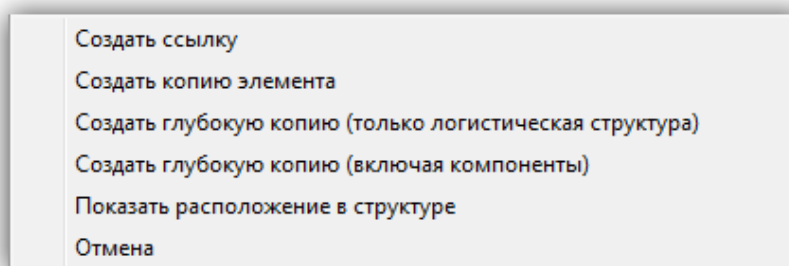 Создать ссылку
Создать копию элемента
Создать глубокую копию (только логистическая структура)
Создать глубокую копию (включая компоненты)
Показать расположение в структуре
Отмена